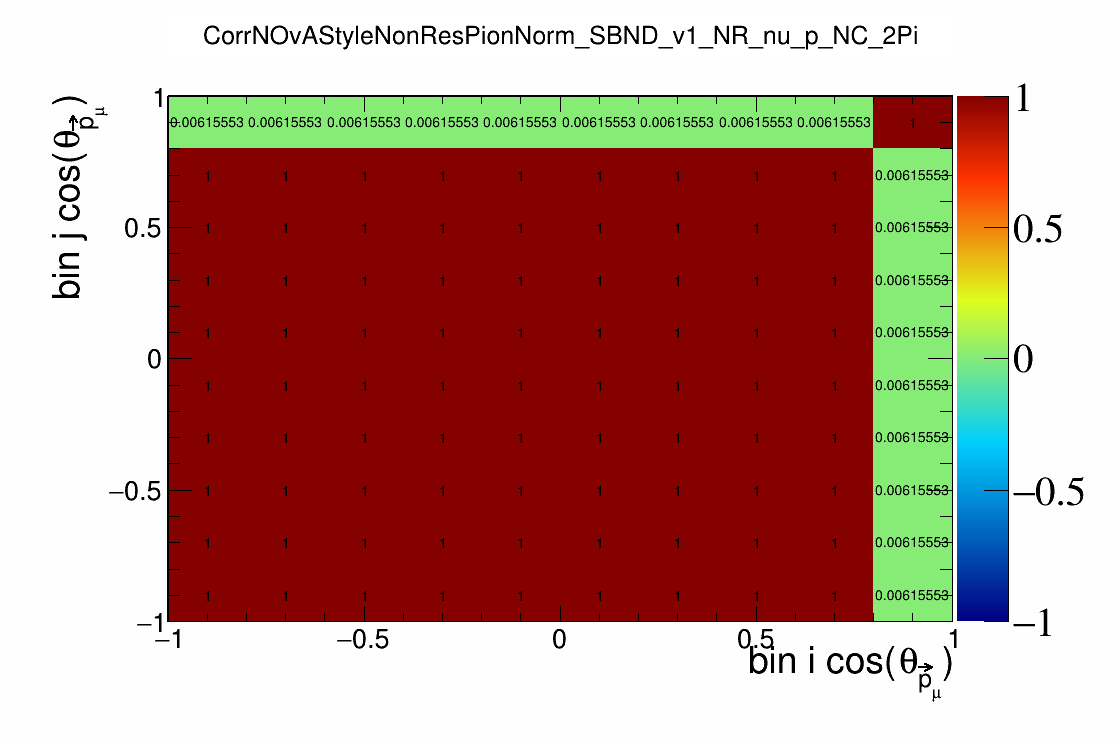 CorrNOvAStyleNonResPionNorm_SBND_v1_NR_nu_p_NC_2Pi
bin j cos(θ_p⃗_μ)
1
0.5
0
−0.5
−1
0.00615553 0.00615553 0.00615553 0.00615553 0.00615553 0.00615553 0.00615553 0.00615553 0.00615553 1
1 1 1 1 1 1 1 1 1 0.00615553
1 1 1 1 1 1 1 1 1 0.00615553
1 1 1 1 1 1 1 1 1 0.00615553
1 1 1 1 1 1 1 1 1 0.00615553
1 1 1 1 1 1 1 1 1 0.00615553
1 1 1 1 1 1 1 1 1 0.00615553
1 1 1 1 1 1 1 1 1 0.00615553
1 1 1 1 1 1 1 1 1 0.00615553
1 1 1 1 1 1 1 1 1 0.00615553
1
0.5
0
−0.5
−1
−1 −0.5 0 0.5 1
bin i cos(θ_p⃗_μ)